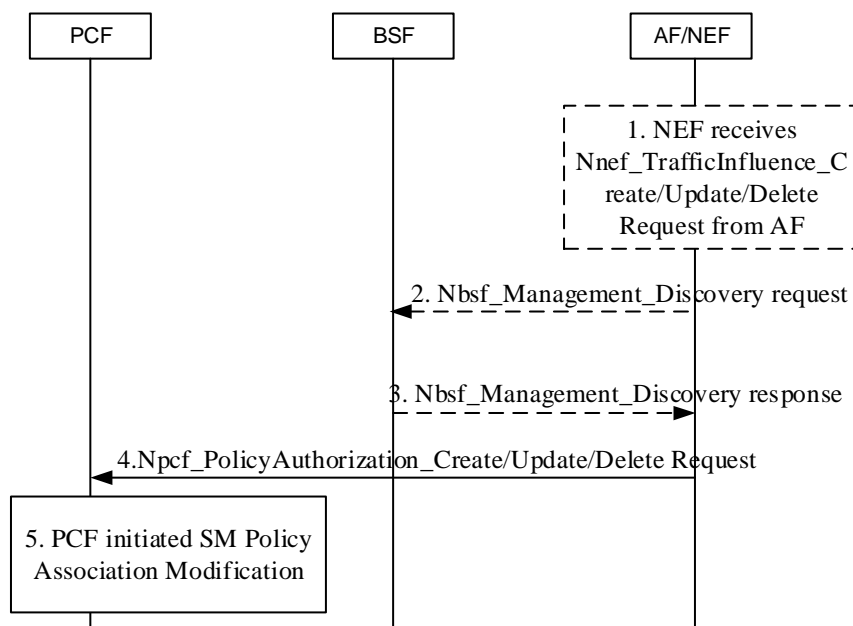 PCF
BSF
AF/NEF
1. NEF receives
Nnef_TrafficInfluence_C
reate/Update/Delete
Request from AF
2. Nbsf_Management_Discovery request
3. Nbsf_Management_Discovery response
4.Npcf_PolicyAuthorization_Create/Update/Delete Request
5. PCF initiated SM Policy
Association Modification